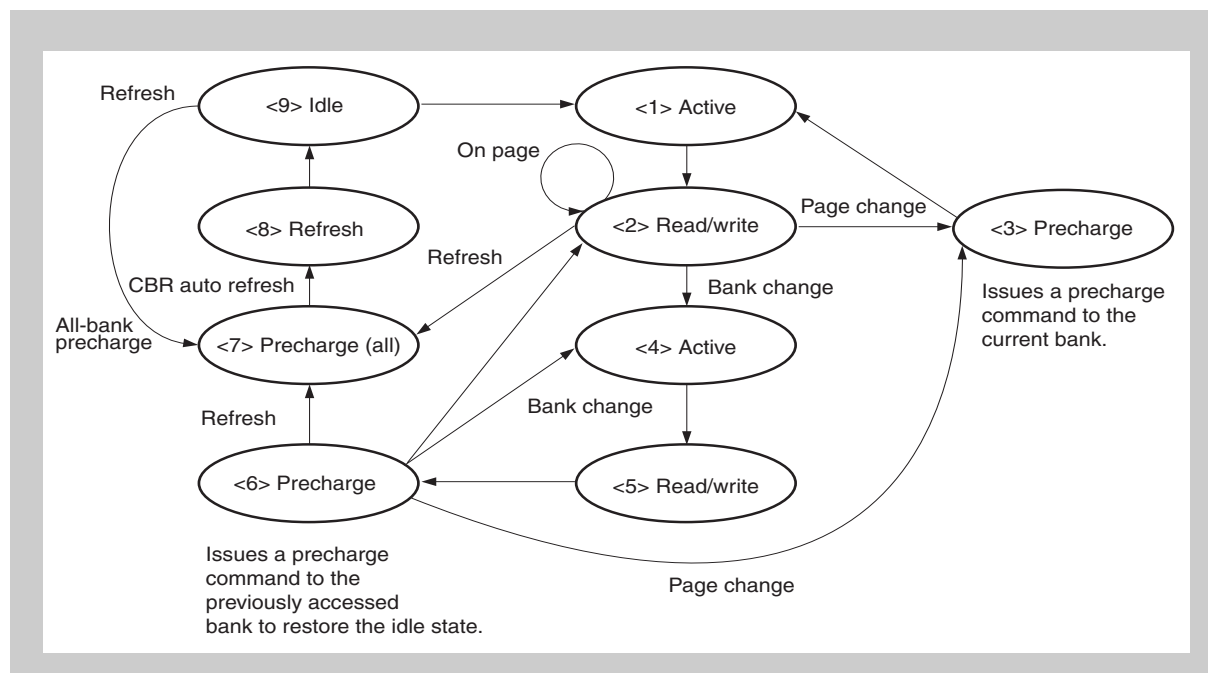 Refresh
<9> Idle
<1> Active
On page
<8> Refresh
<2> Read/write
Page change
<3> Precharge
Refresh
CBR auto refresh
Bank change
Issues a precharge
command to the
current bank.
All-bank
precharge
<7> Precharge (all)
<4> Active
Refresh
Bank change
<6> Precharge
<5> Read/write
Issues a precharge
command to the
previously accessed
bank to restore the idle state.
Page change